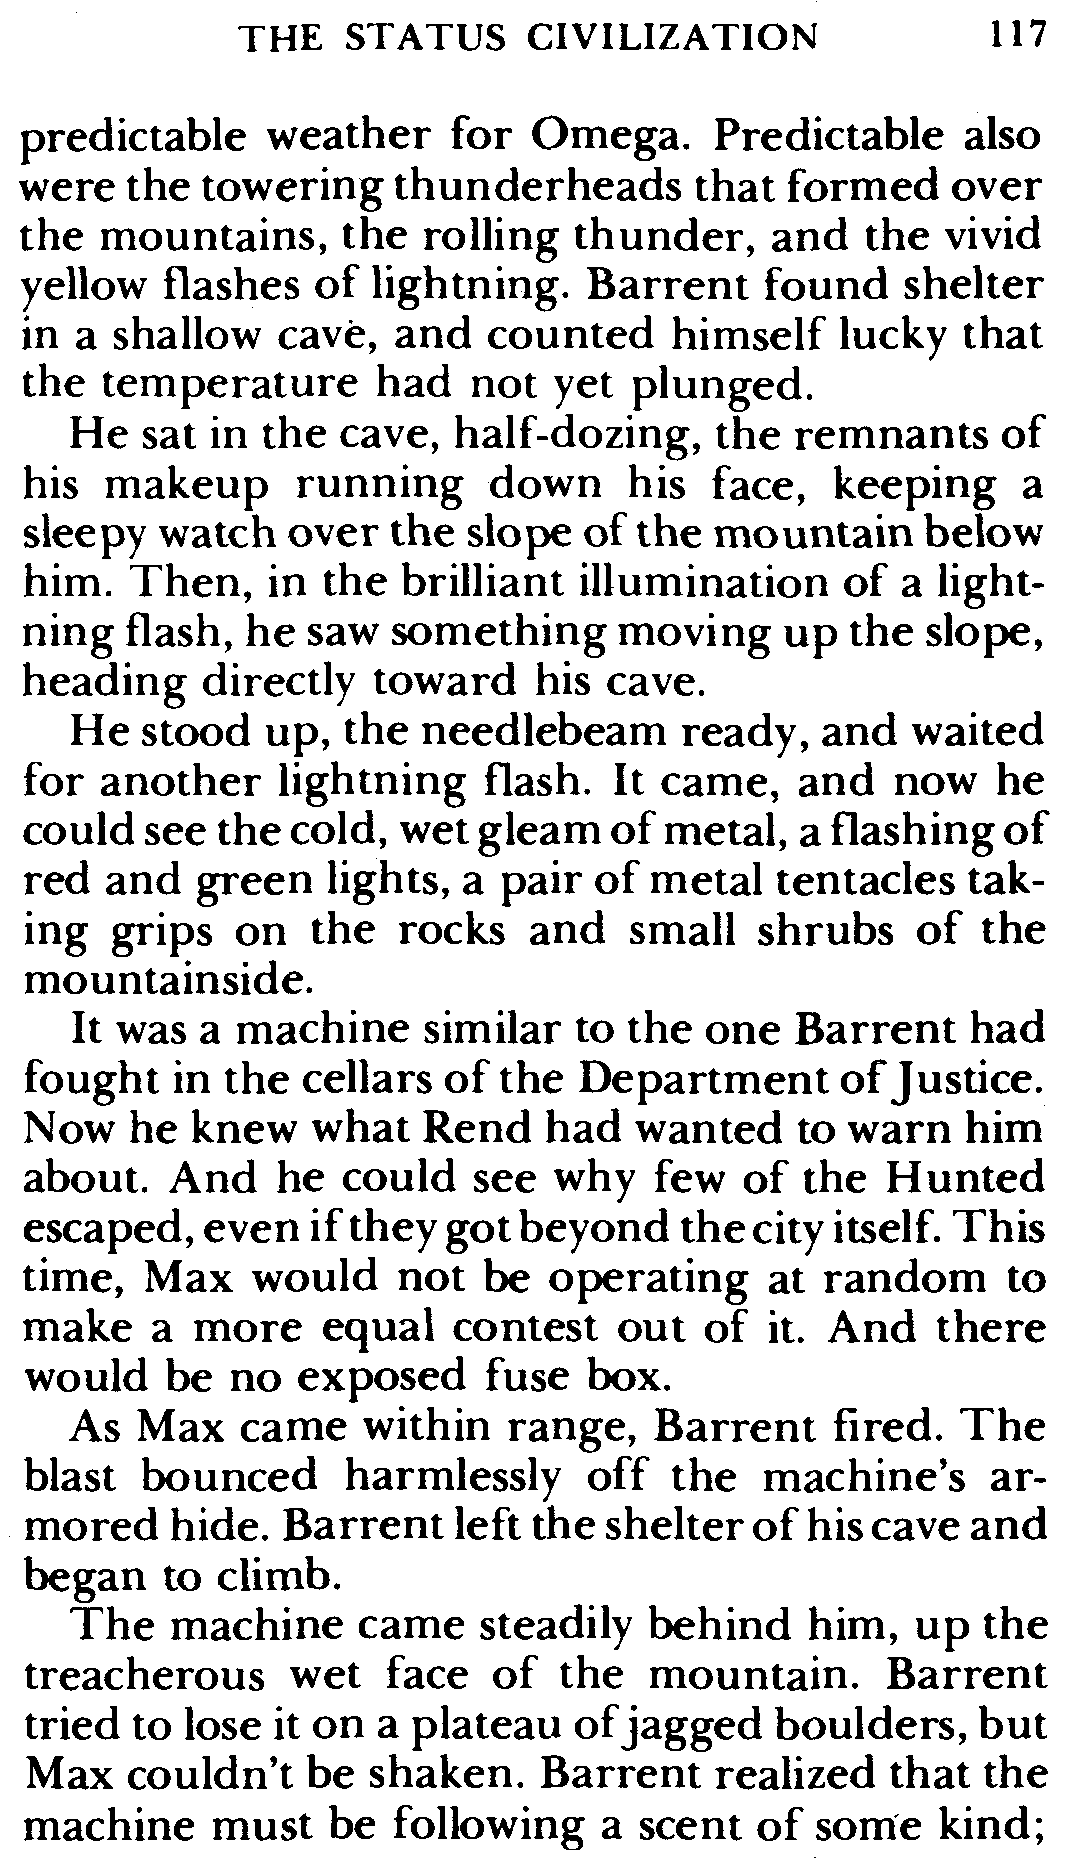 THE STATUS CIVILIZATION 117
predictable weather for Omega. Predictable also
were the towering thunderheads that formed over
the mountains, the rolling thunder, and the vivid
yellow flashes of lightning. Barrent found shelter
in a shallow cave, and counted himself lucky that
the temperature had not yet plunged.
He sat in the cave, half-dozing, the remnants of
his makeup running down his face, keeping a
sleepy watch over the slope of the mountain below
him. Then, in the brilliant illumination of a light-
ning flash, he saw something moving up the slope,
heading directly toward his cave.
He stood up, the needlebeam ready, and waited
for another lightning flash. It came, and now he
could see the cold, wet gleam of metal, a flashing of
red and green lights, a pair of metal tentacles tak-
ing grips on the rocks and small shrubs of the
mountainside.
It was a machine similar to the one Barrent had
fought in the cellars of the Department of Justice.
Now he knew what Rend had wanted to warn him
about. And he could see why few of the Hunted
escaped, even if they got beyond the city itself. This
time, Max would not be operating at random to
make a more equal contest out of it. And there
would be no exposed fuse box.
As Max came within range, Barrent fired. The
blast bounced harmlessly off the machine's ar-
mored hide. Barrent left the shelter of his cave and
began to climb.
The machine came steadily behind him, up the
treacherous wet face of the mountain. Barrent
tried to lose it on a plateau of jagged boulders, but
Max couldn't be shaken. Barrent realized that the
machine must be following a scent of some kind;